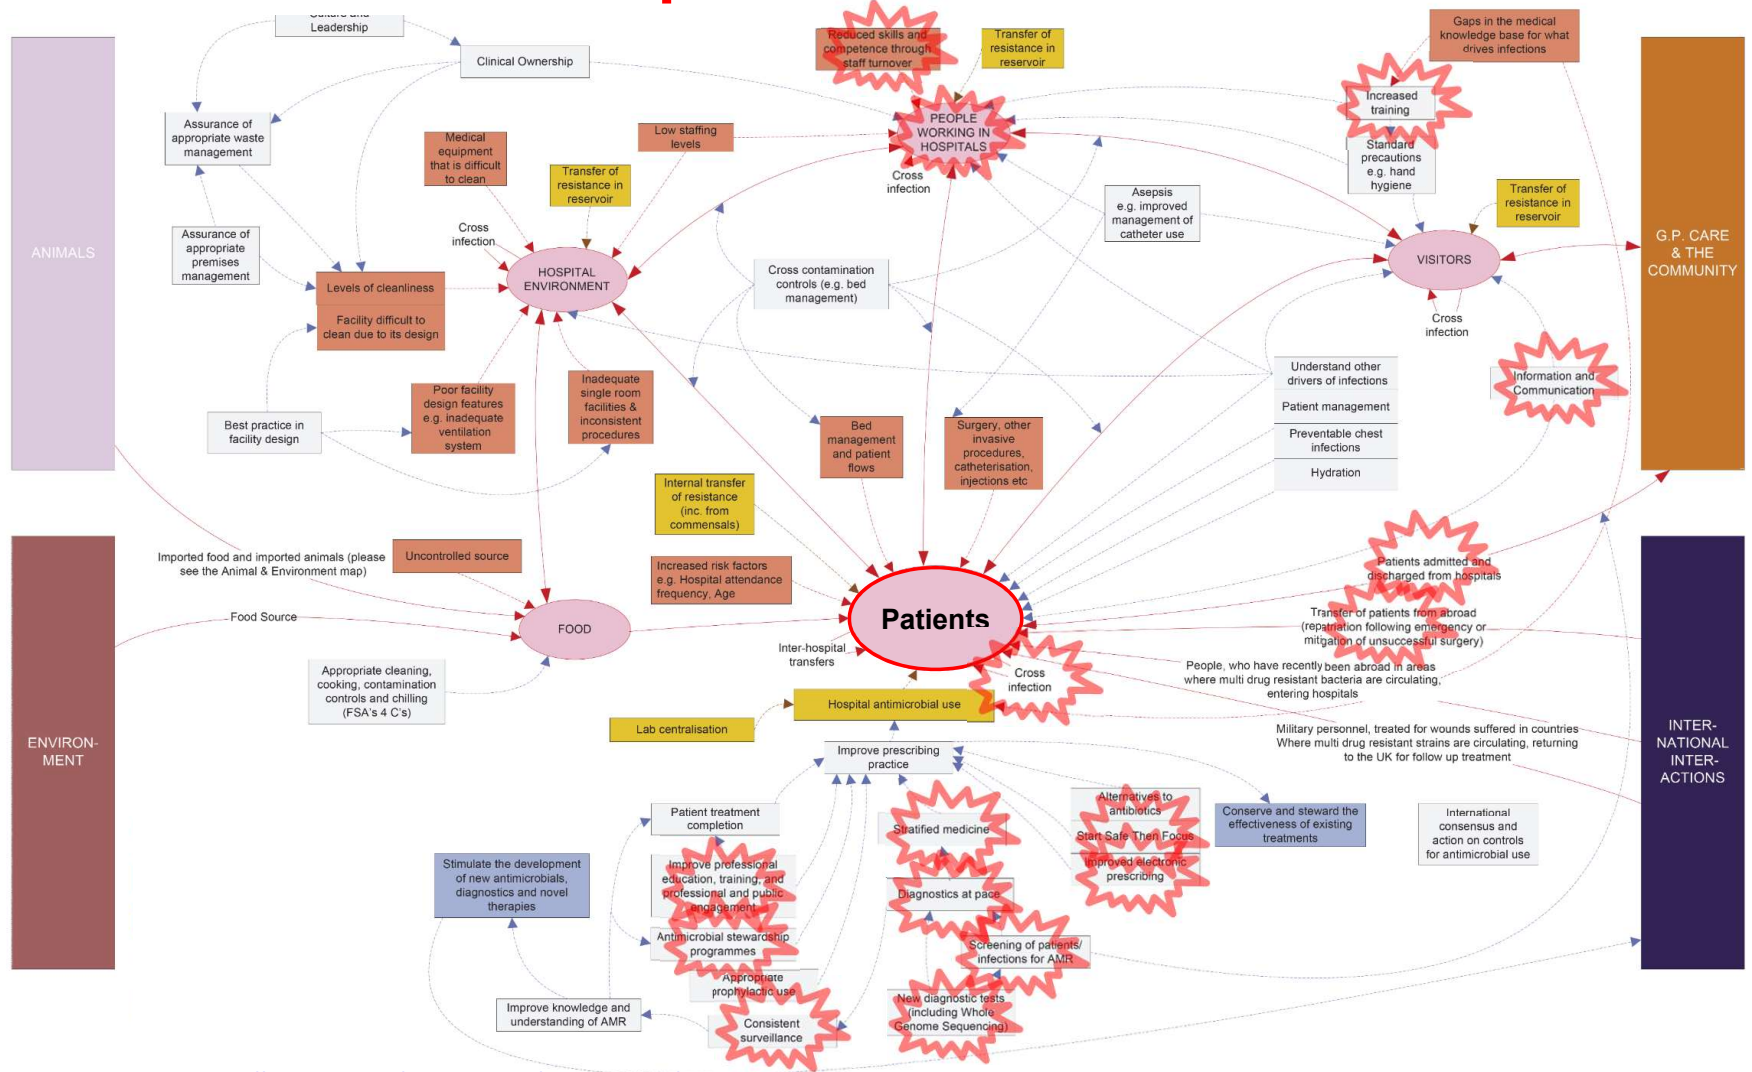 Culture and
Leadership
Clinical Ownership
Reduced skills and
competence through
staff turnover
Transfer of
resistance in
reservoir
Gaps in the medical
knowledge base for what
drives infections
ANIMALS
Assurance of
appropriate waste
management
Medical
equipment
that is difficult
to clean
Low staffing
levels
PEOPLE
WORKING IN
HOSPITALS
Increased
training
Standard
precautions
e.g. hand
hygiene
Transfer of
resistance in
reservoir
Cross
infection
Asepsis
e.g. improved
management of
catheter use
Transfer of
resistance in
reservoir
G.P. CARE
& THE
COMMUNITY
Assurance of
appropriate
premises
management
Cross
infection
HOSPITAL
ENVIRONMENT
Cross contamination
controls (e.g. bed
management)
VISITORS
Levels of cleanliness
Facility difficult to
clean due to its design
Cross
infection
Understand other
drivers of infections
Patient management
Preventable chest
infections
Hydration
Information and
Communication
Best practice in
facility design
Poor facility
design features
e.g. inadequate
ventilation
system
Inadequate
single room
facilities &
inconsistent
procedures
Bed
management
and patient
flows
Surgery, other
invasive
procedures,
catheterisation,
injections etc
Internal transfer
of resistance
(inc. from
commensals)
Imported food and imported animals (please
see the Animal & Environment map)
Uncontrolled source
Increased risk factors
e.g. Hospital attendance
frequency, Age
Patients admitted and
discharged from hospitals
Food Source
FOOD
Patients
Transfer of patients from abroad
(repatriation following emergency or
mitigation of unsuccessful surgery)
Inter-hospital
transfers
Cross
infection
People, who have recently been abroad in areas
where multi drug resistant bacteria are circulating,
entering hospitals
Appropriate cleaning,
cooking, contamination
controls and chilling
(FSA's 4 C's)
Hospital antimicrobial use
Lab centralisation
Military personnel, treated for wounds suffered in countries
Where multi drug resistant strains are circulating, returning
to the UK for follow up treatment
ENVIRON-
MENT
INTER-
NATIONAL
INTER-
ACTIONS
Improve prescribing
practice
Patient treatment
completion
Stratified medicine
Alternatives to
antibiotics
Start Safe Then Focus
Improved electronic
prescribing
Conserve and steward the
effectiveness of existing
treatments
International
consensus and
action on controls
for antimicrobial use
Stimulate the development
of new antimicrobials,
diagnostics and novel
therapies
Improve professional
education, training, and
professional and public
engagement
Diagnostics at pace
Antimicrobial stewardship
programmes
Screening of patients/
infections for AMR
Appropriate
prophylactic use
Improve knowledge and
understanding of AMR
Consistent
surveillance
New diagnostic tests
(including Whole
Genome Sequencing)